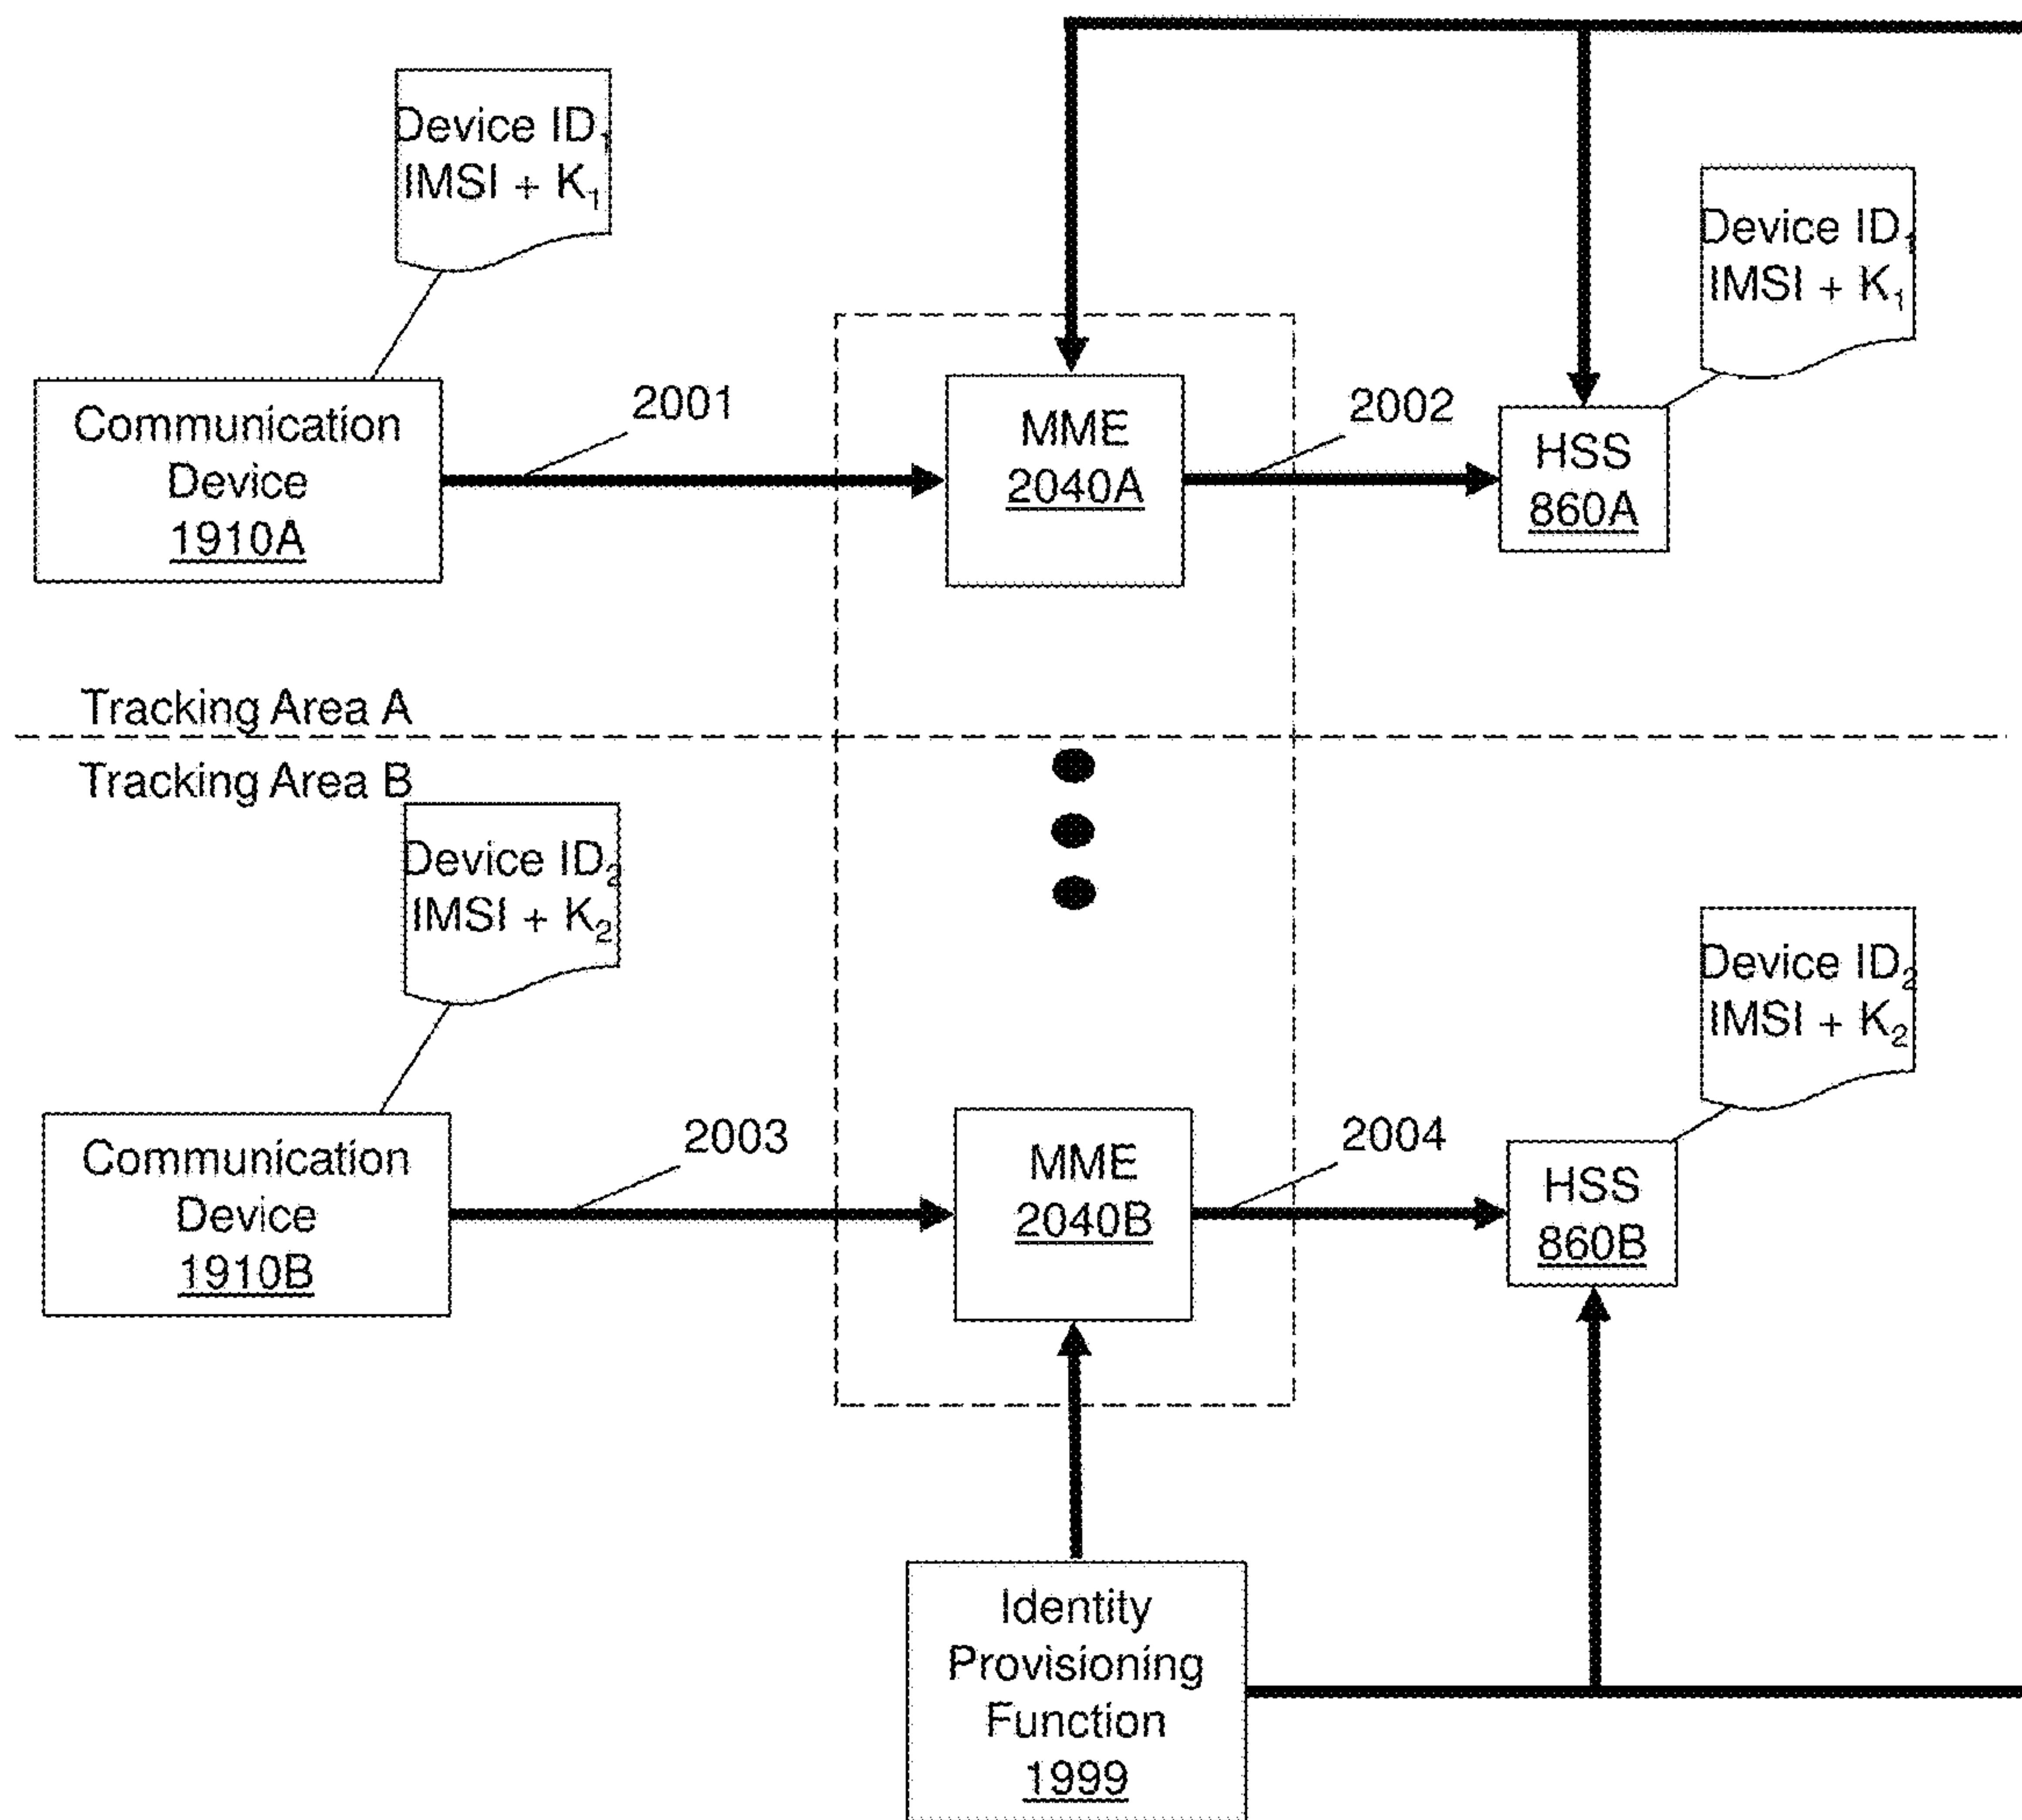 Device ID₁
IMSI + K₁
Device ID₁
IMSI + K₁
Communication
Device
1910A
2001
MME
2040A
2002
HSS
860A
Tracking Area A
Tracking Area B
Device ID₂
IMSI + K₂
Device ID₂
IMSI + K₂
Communication
Device
1910B
2003
MME
2040B
2004
HSS
860B
Identity
Provisioning
Function
1999